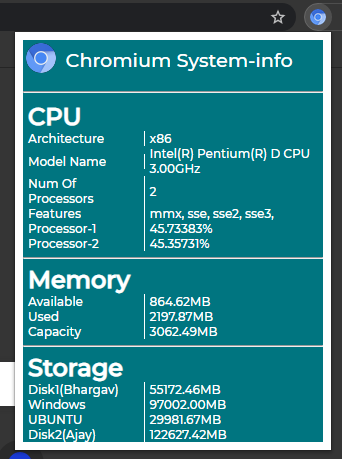 Chromium System-info
CPU
Architecture x86
Model Name Intel(R) Pentium(R) D CPU
3.00GHz
Num Of
Processors 2
Features mmx, sse, sse2, sse3,
Processor-1 45.73383%
Processor-2 45.35731%
Memory
Available 864.62MB
Used 2197.87MB
Capacity 3062.49MB
Storage
Disk1(Bhargav) 55172.46MB
Windows 97002.00MB
UBUNTU 29981.67MB
Disk2(Ajay) 122627.42MB